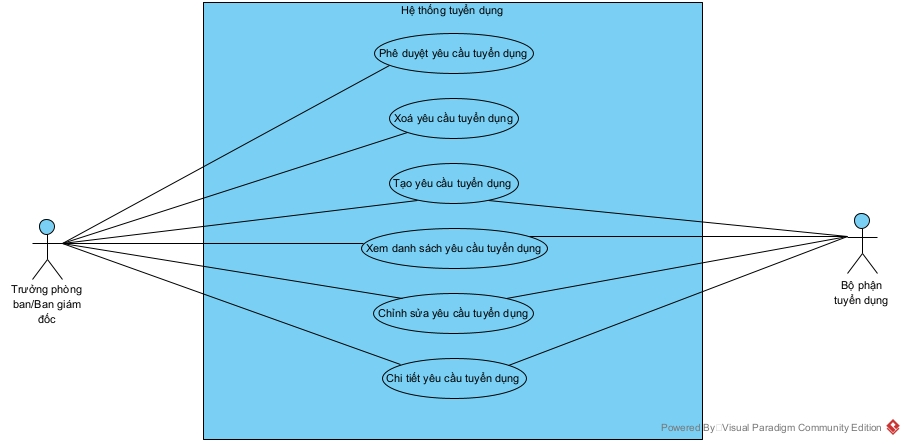 Hệ thống tuyển dụng
Phê duyệt yêu cầu tuyển dụng
Xoá yêu cầu tuyển dụng
Tạo yêu cầu tuyển dụng
Xem danh sách yêu cầu tuyển dụng
Chỉnh sửa yêu cầu tuyển dụng
Chi tiết yêu cầu tuyển dụng
Trưởng phòng
ban/Ban giám
đốc
Bộ phận
tuyển dụng
Powered By Visual Paradigm Community Edition